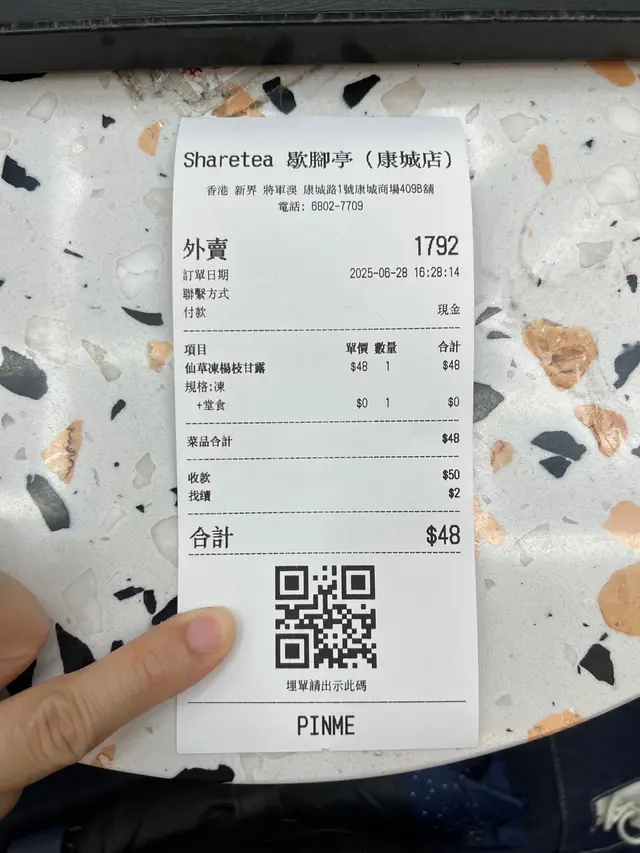 Sharetea 歇腳亭（康城店）
香港 新界 將軍澳 康城路1號康城商場409B舖
電話: 6802-7709
外賣 1792
訂單日期 2025-06-28 16:28:14
聯繫方式
付款 現金
項目 單價 數量 合計
仙草凍楊枝甘露 $48 1 $48
規格:凍
+堂食 $0 1 $0
菜品合計 $48
收款 $50
找續 $2
合計 $48
埋單請出示此碼
PINME